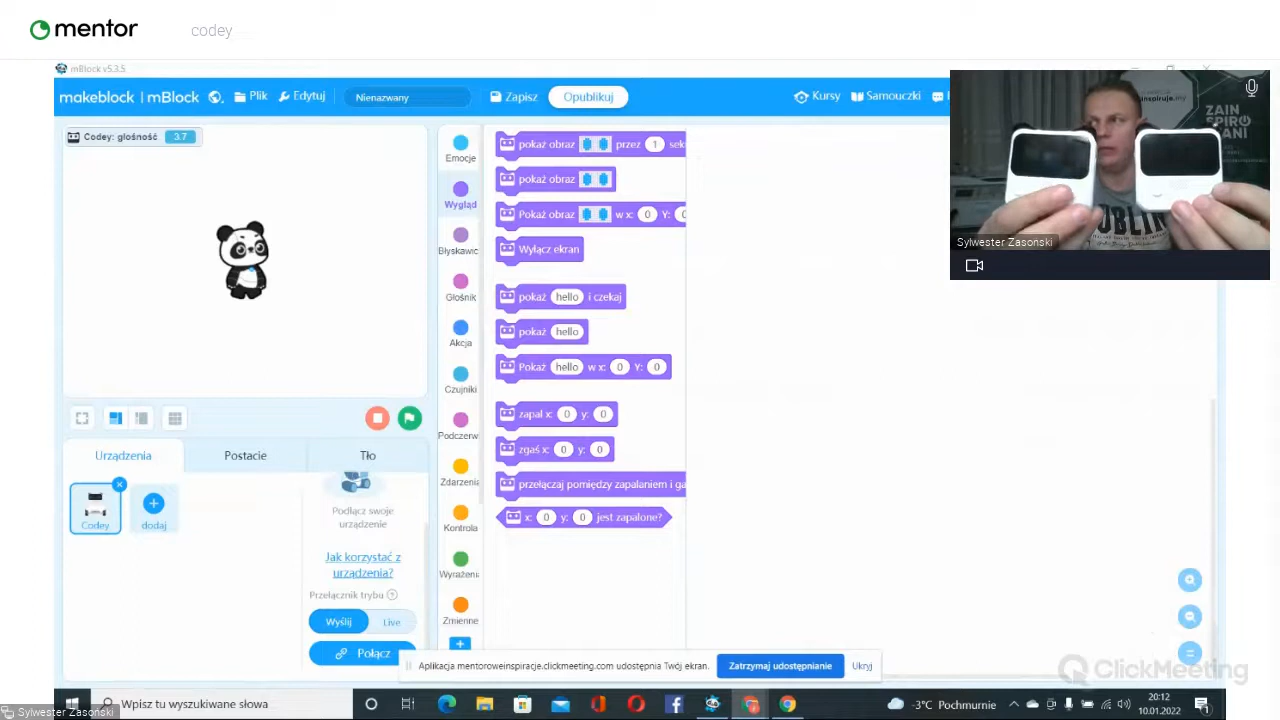 mentor
codey
mBlock v5.3.5
makeblock | mBlock
Plik
Edytuj
Nienazwany
Zapisz
Opublikuj
Kursy
Samouczki
Codey: głośność 3.7
Emocje
Wygląd
Błyskawic
Głośnik
Akcja
Czujniki
Podczerw
Zdarzenia
Kontrola
Wyrażenia
Zmienne
pokaż obraz przez 1 sek
pokaż obraz
Pokaż obraz w x: 0 Y: 0
Wyłącz ekran
pokaż hello i czekaj
pokaż hello
Pokaż hello w x: 0 Y: 0
zapal x: 0 y: 0
zgaś x: 0 y: 0
przełączaj pomiędzy zapalaniem i ga
x: 0 y: 0 jest zapalone?
ZAIN
SPIRO
Sylwester Zasonski
Urządzenia
Postacie
Tło
Codey
dodaj
Podłącz swoje
urządzenie
Jak korzystać z
urządzenia?
Przełącznik trybu
Wyślij
Live
Połącz
Aplikacja mentoroweinspiracje.clickmeeting.com udostępnia Twój ekran.
Zatrzymaj udostępnianie
Ukryj
ClickMeeting
Wpisz tu wyszukiwane słowa
-3°C Pochmurnie
20:12
10.01.2022
Sylwester Zasonski